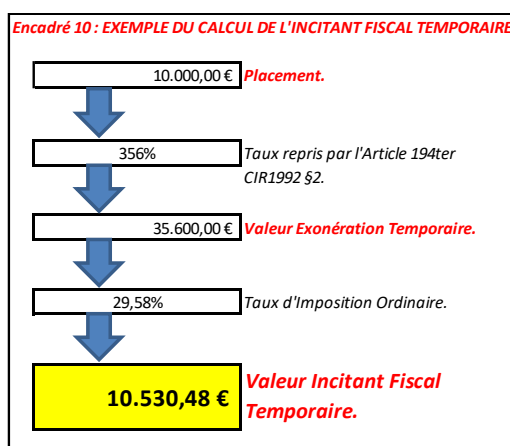 Encadré 10 : EXEMPLE DU CALCUL DE L'INCITANT FISCAL TEMPORAIRE
10.000,00 € Placement.
356% Taux repris par l'Article 194ter
CIR1992 §2.
35.600,00 € Valeur Exonération Temporaire.
29,58% Taux d'Imposition Ordinaire.
10.530,48 € Valeur Incitant Fiscal
Temporaire.